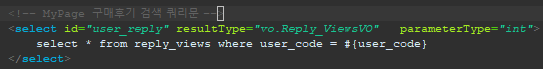 <!-- MyPage 구매후기 검색 쿼리문 -->
<select id="user_reply" resultType="vo.Reply_ViewsVO" parameterType="int">
select * from reply_views where user_code = #{user_code}
</select>